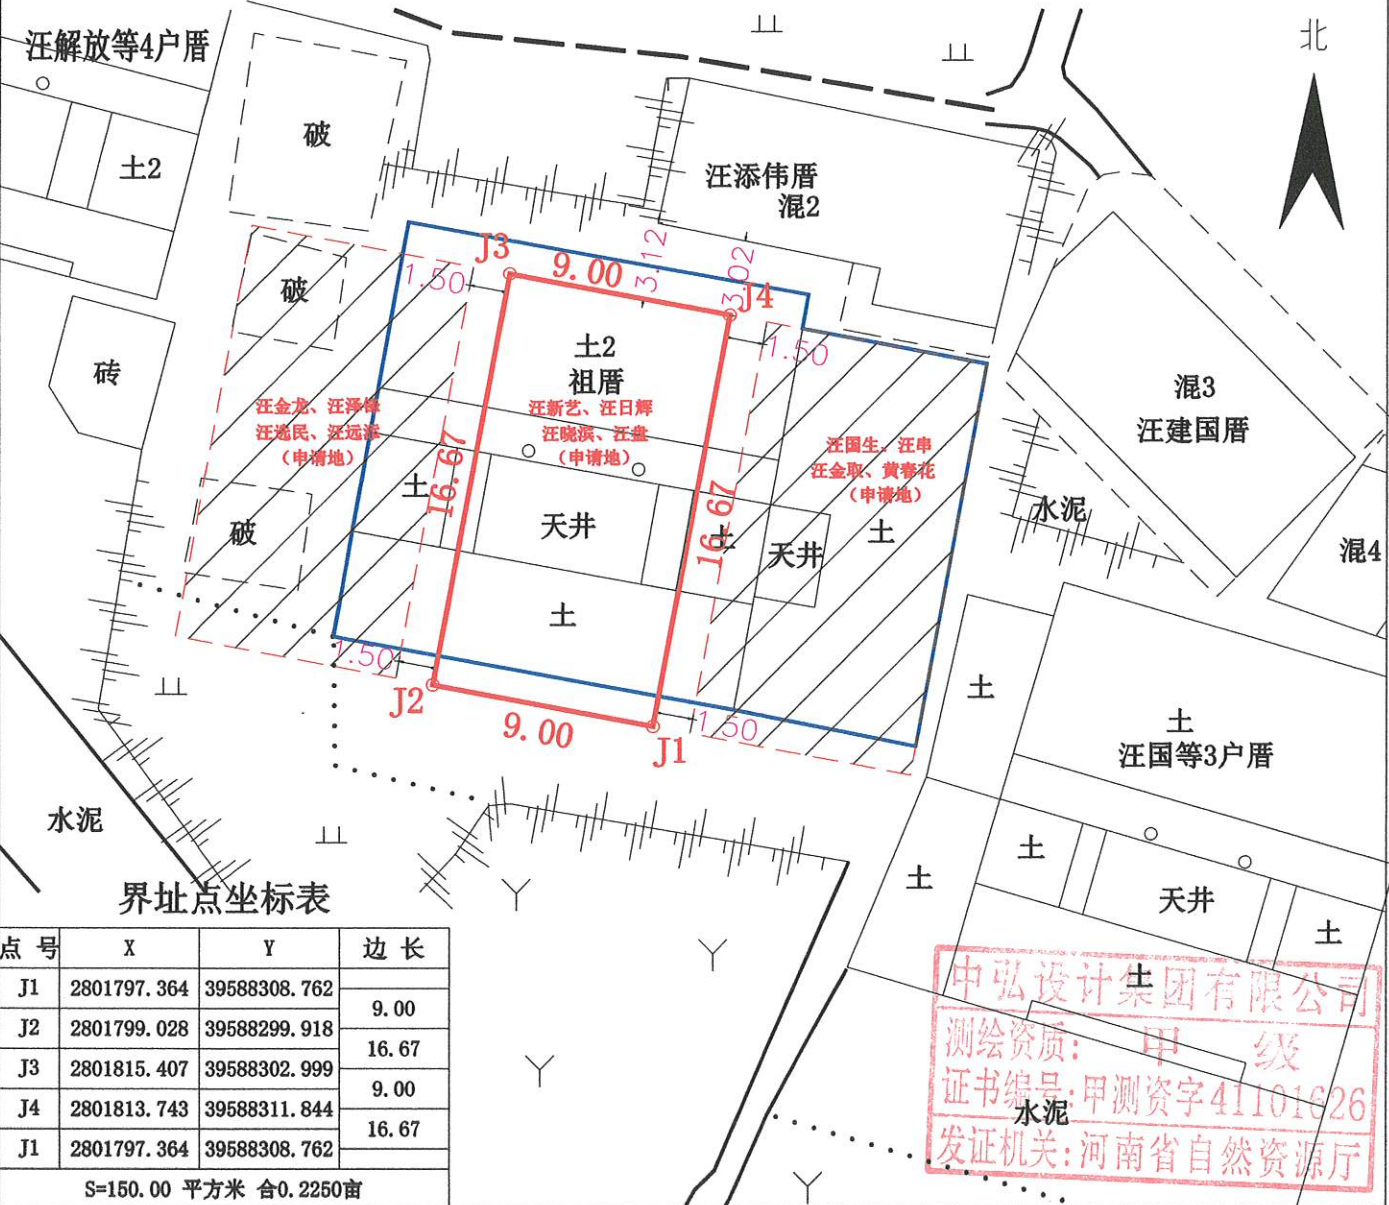 汪解放等4户厝
北
破
土2
汪添伟厝
混2
J3
9.00
3.12
3.02
J4
1.50
破
1.50
土2
祖厝
砖
混3
汪建国厝
汪金龙、汪泽
汪选民、汪远
（申请地）
汪新艺、汪日辉
汪晓滨、汪盘
（申请地）
汪国生、汪串
汪金取、黄春花
（申请地）
16.67
土
16.67
土
天井
天井
土
破
水泥
混4
土
1.50
J2
9.00
J1
1.50
土
土
汪国等3户厝
水泥
土
土
天井
土
土
水泥
界址点坐标表
点号 X Y 边长
J1 2801797.364 39588308.762
9.00
J2 2801799.028 39588299.918
16.67
J3 2801815.407 39588302.999
9.00
J4 2801813.743 39588311.844
16.67
J1 2801797.364 39588308.762
S=150.00 平方米 合0.2250亩
中弘设计集团有限公司
测绘资质: 甲 级
证书编号:甲测资字41101626
发证机关:河南省自然资源厅